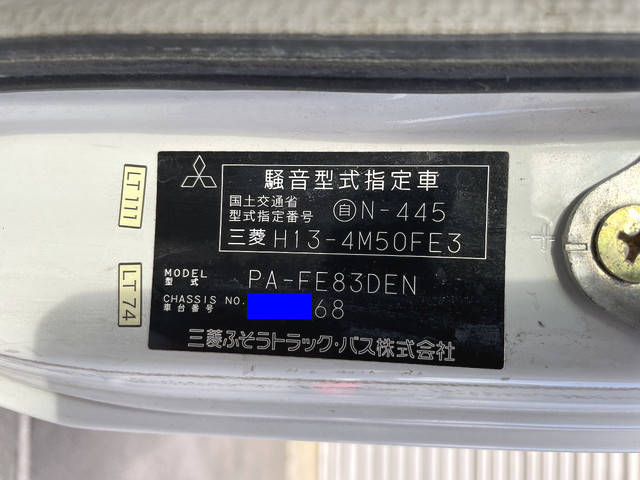 騒音型式指定車
国土交通省
型式指定番号 自N-445
三菱 H13-4M50FE3
MODEL
型式 PA-FE83DEN
CHASSIS NO.
車台番号 68
三菱ふそうトラック・バス株式会社
LT111
LT74